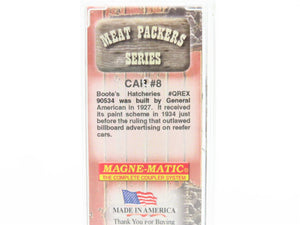 MEAT PACKERS
SERIES
CAR #8
Boote's Hatcheries #QREX
90534 was built by General
American in 1927. It received
its paint scheme in 1934 just
before the ruling that outlawed
billboard advertising on reefer
cars.
MAGNE-MATIC®
THE COMPLETE COUPLER SYSTEM
MADE IN AMERICA
Thank You For Buying